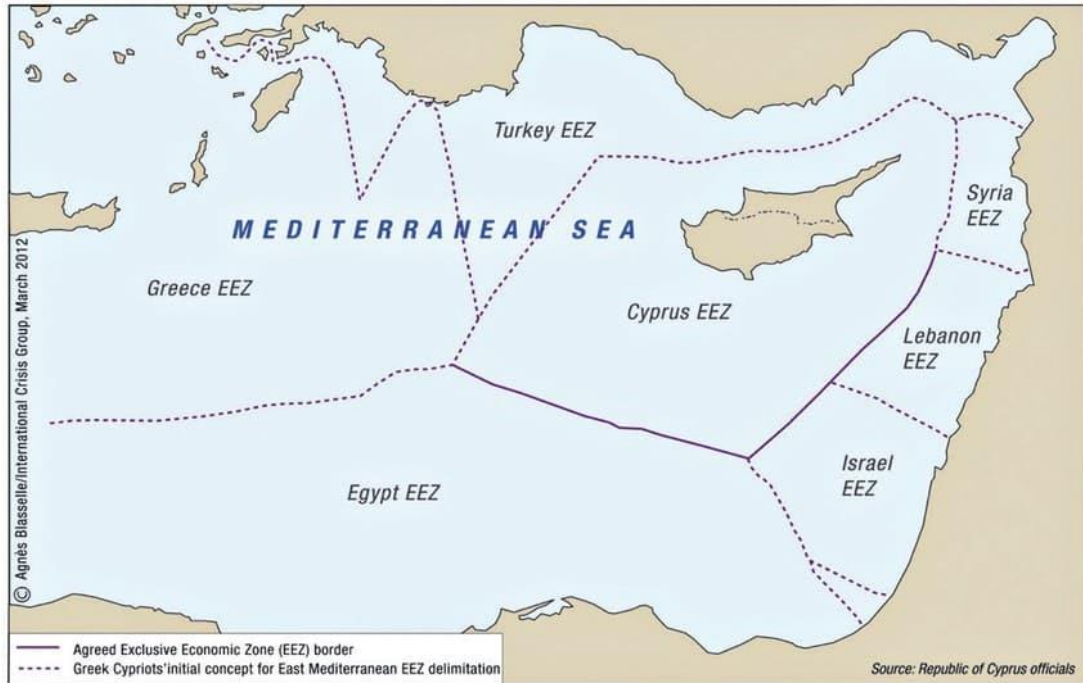 Turkey EEZ
Syria
EEZ
MEDITERRANEAN SEA
Greece EEZ
Cyprus EEZ
Lebanon
EEZ
Israel
EEZ
Egypt EEZ
© Agnès Blasselle/International Crisis Group, March 2012
Agreed Exclusive Economic Zone (EEZ) border
Greek Cypriots'initial concept for East Mediterranean EEZ delimitation
Source: Republic of Cyprus officials